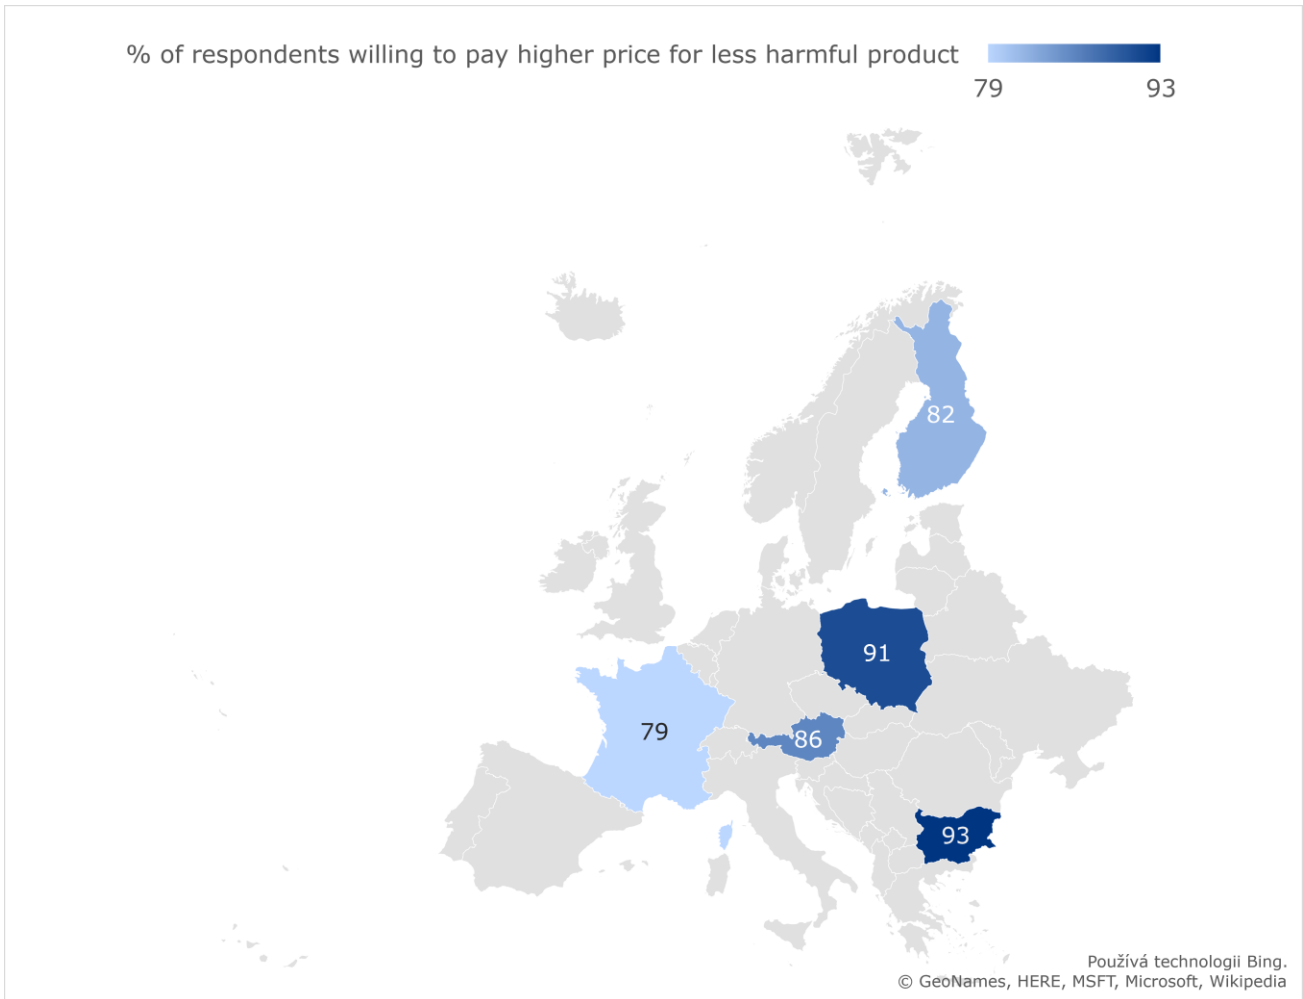 % of respondents willing to pay higher price for less harmful product
79 93
82
91
79
86
93
Používá technologii Bing.
© GeoNames, HERE, MSFT, Microsoft, Wikipedia